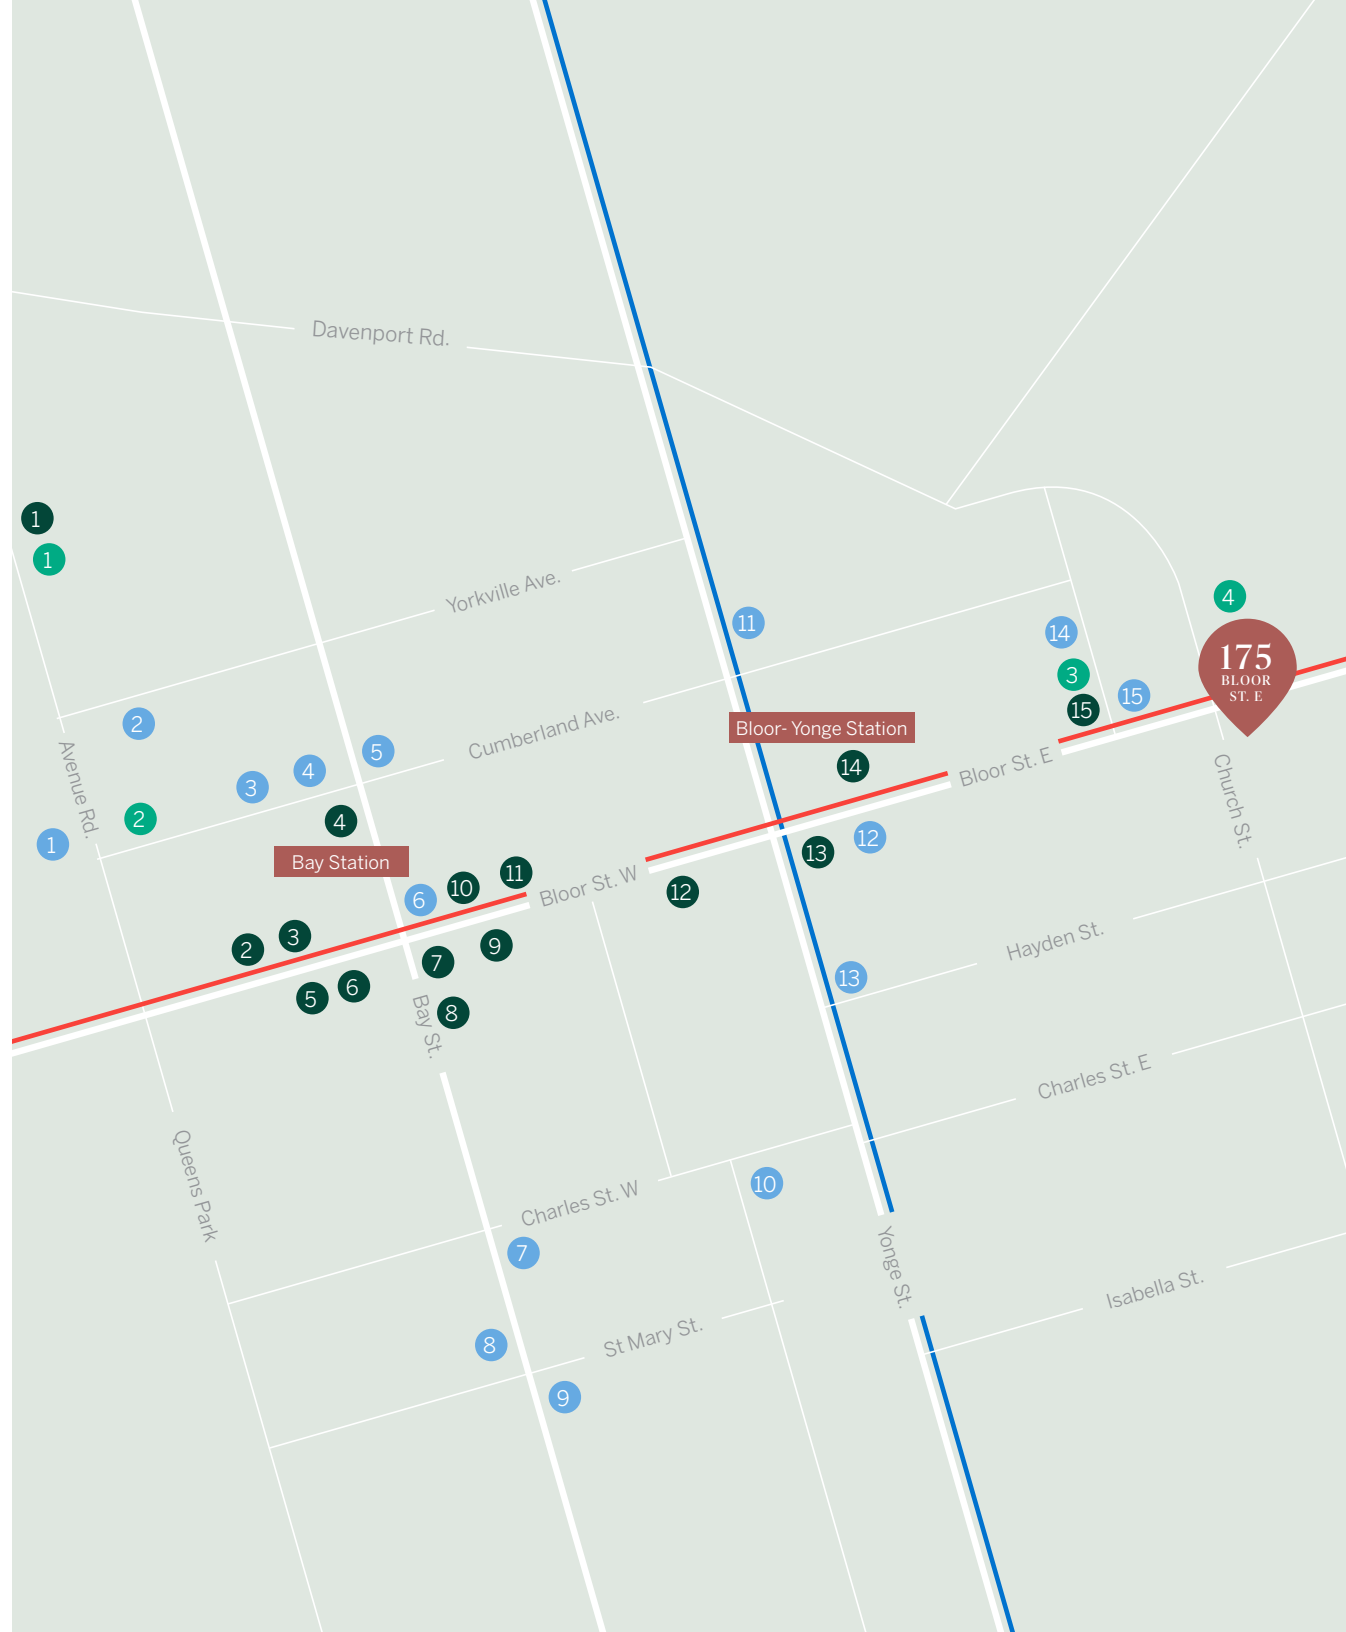 Davenport Rd.
1
1
Yorkville Ave.
4
11
14
175
BLOOR
ST. E
3
15
15
2
Cumberland Ave.
Bloor- Yonge Station
5
4
3
14
Bloor St. E
Avenue Rd.
2
4
1
Bay Station
Church St.
12
13
11
10
Bloor St. W
12
6
3
2
9
7
Hayden St.
13
6
5
8
Bay St.
Charles St. E
Queens Park
Charles St. W
10
7
Yonge St.
Isabella St.
8
St Mary St.
9